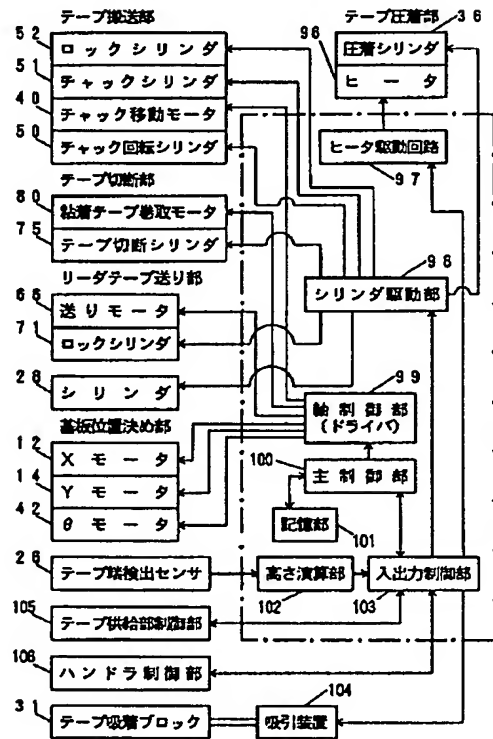 テープ搬送部
52
ロックシリンダ
51
チャックシリンダ
40
チャック移動モータ
50
チャック回転シリンダ
テープ切断部
80
粘着テープ巻取モータ
75
テープ切断シリンダ
リーダテープ送り部
66
送りモータ
71
ロックシリンダ
28
シリンダ
基板位置決め部
12
Xモータ
14
Yモータ
42
θモータ
26
テープ端検出センサ
105
テープ供給部制御部
106
ハンドラ制御部
31
テープ吸着ブロック
テープ圧着部
36
96
圧着シリンダ
ヒータ
ヒータ駆動回路
97
98
シリンダ駆動部
99
軸制御部
(ドライバ)
100
主制御部
記憶部
101
高さ演算部
102
入出力制御部
103
104
吸引装置